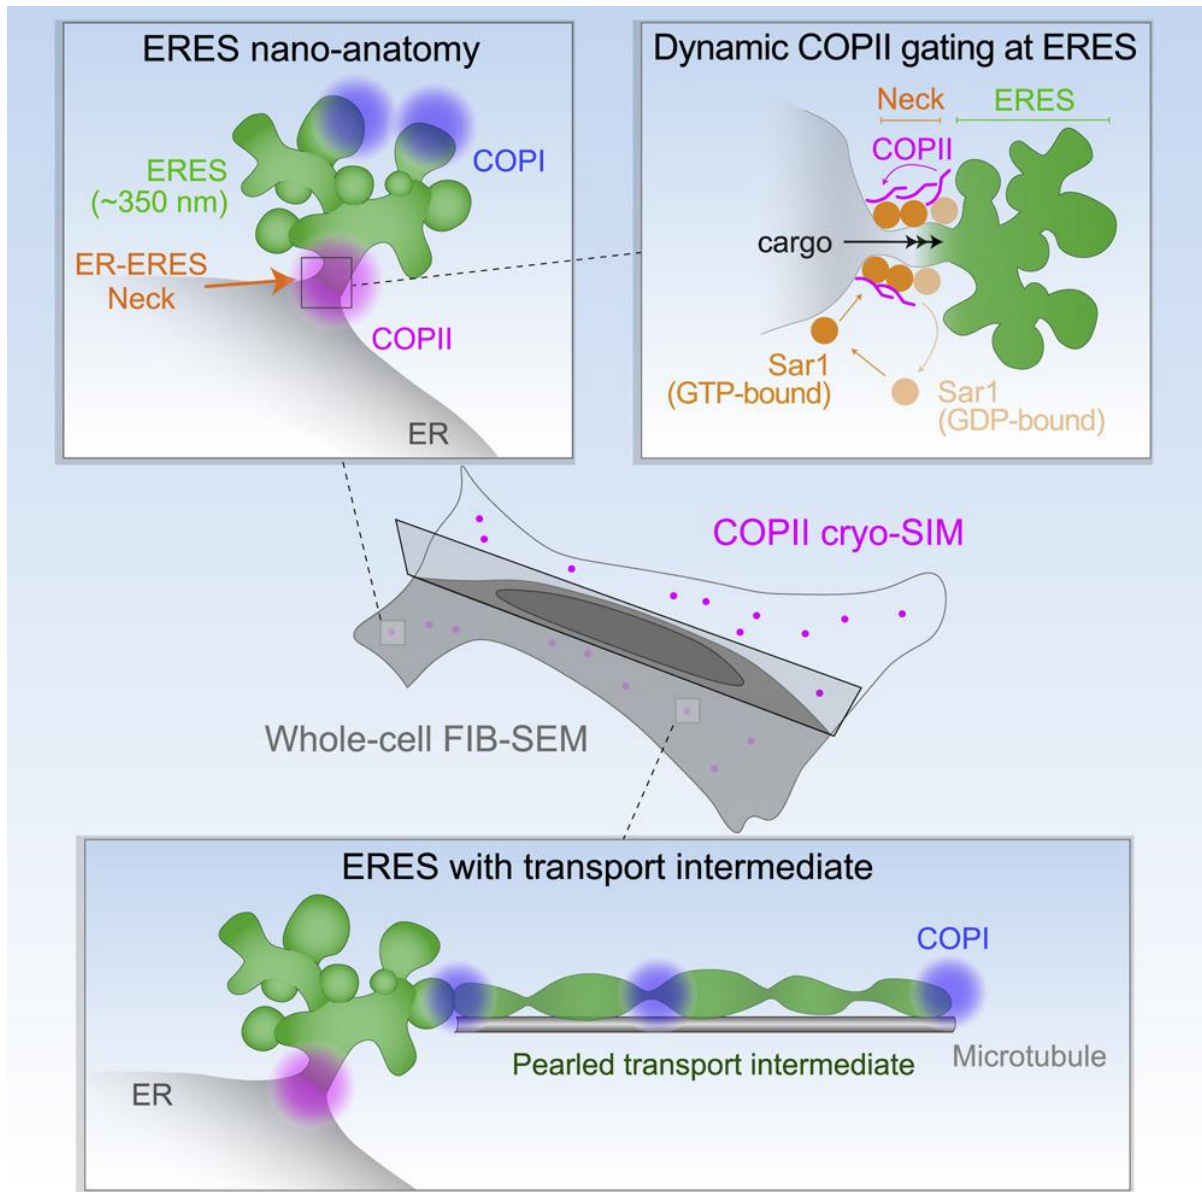 ERES nano-anatomy
ERES
(~350 nm)
COPI
ER-ERES
Neck
COPII
ER
Dynamic COPII gating at ERES
Neck
ERES
COPII
cargo
Sar1
(GTP-bound)
Sar1
(GDP-bound)
COPII cryo-SIM
Whole-cell FIB-SEM
ERES with transport intermediate
COPI
Pearled transport intermediate
Microtubule
ER